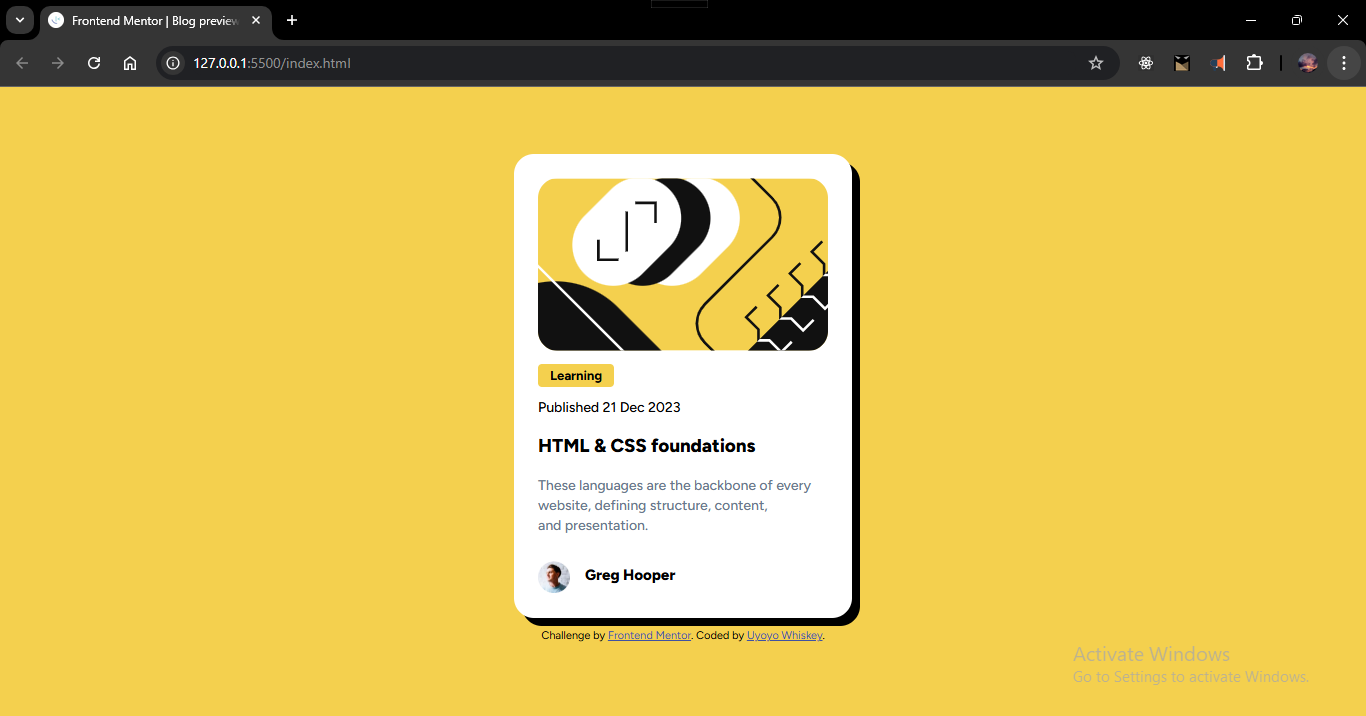 Frontend Mentor | Blog preview
127.0.0.1:5500/index.html
Learning
Published 21 Dec 2023
HTML & CSS foundations
These languages are the backbone of every
website, defining structure, content,
and presentation.
Greg Hooper
Challenge by Frontend Mentor. Coded by Uyoyo Whiskey.
Activate Windows
Go to Settings to activate Windows.